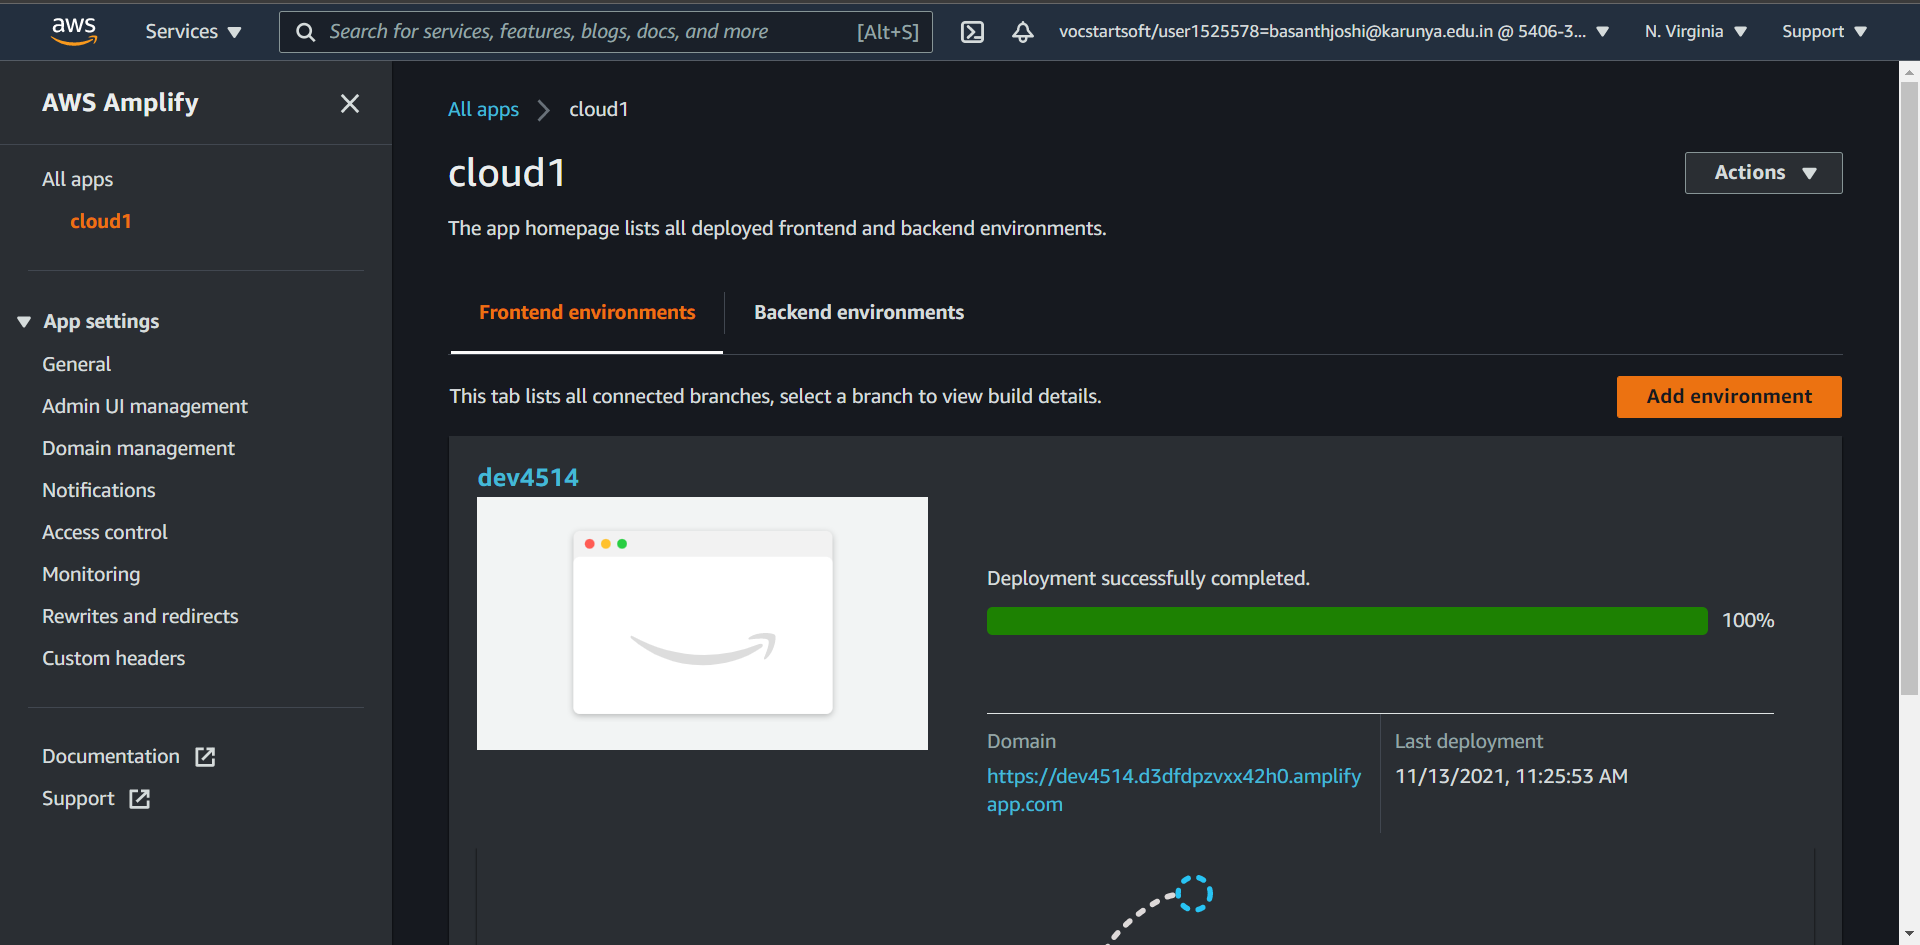 aws
Services
Search for services, features, blogs, docs, and more [Alt+S]
vocstartsoft/user1525578=basanthjoshi@karunya.edu.in @ 5406-3...
N. Virginia
Support
AWS Amplify
All apps
cloud1
App settings
General
Admin UI management
Domain management
Notifications
Access control
Monitoring
Rewrites and redirects
Custom headers
Documentation
Support
All apps
cloud1
cloud1
Actions
The app homepage lists all deployed frontend and backend environments.
Frontend environments
Backend environments
This tab lists all connected branches, select a branch to view build details.
Add environment
dev4514
Deployment successfully completed.
100%
Domain
https://dev4514.d3dfdpzvxx42h0.amplify
app.com
Last deployment
11/13/2021, 11:25:53 AM